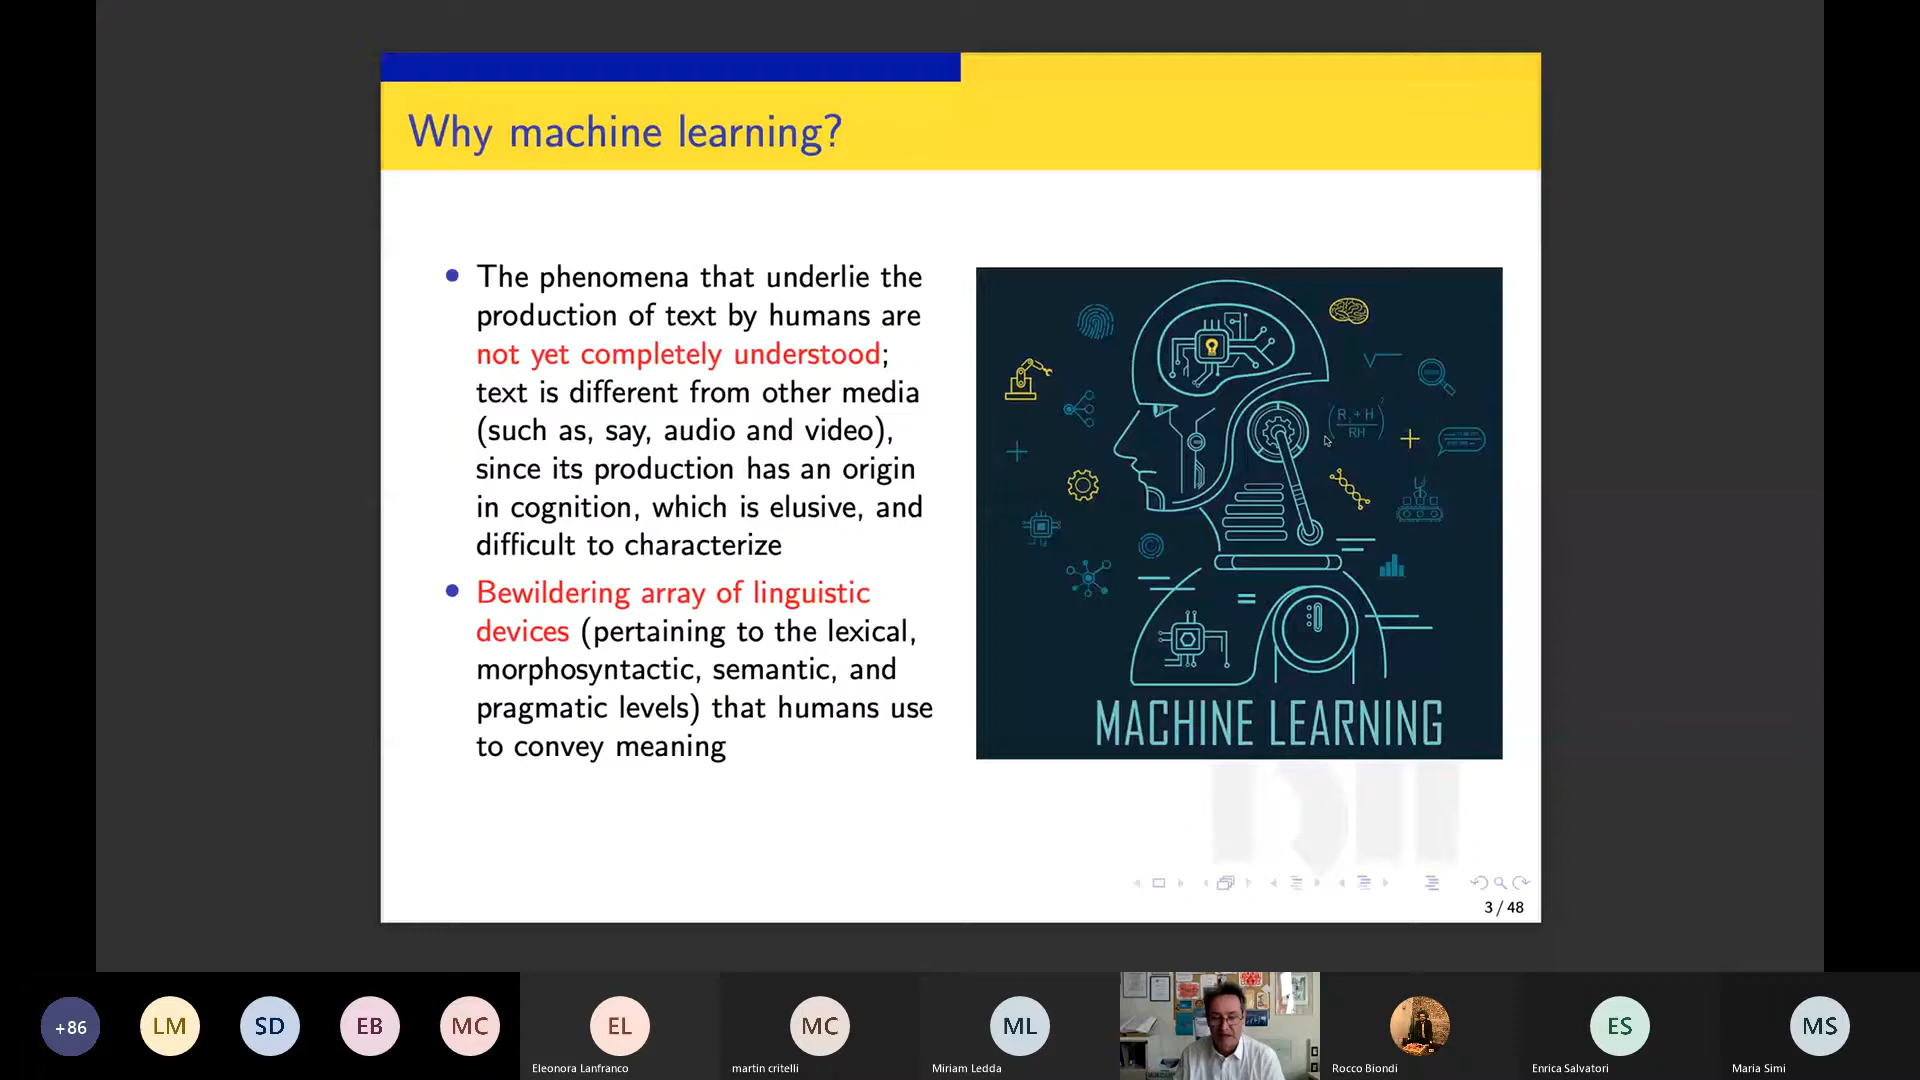 Why machine learning?
The phenomena that underlie the
production of text by humans are
not yet completely understood;
text is different from other media
(such as, say, audio and video),
since its production has an origin
in cognition, which is elusive, and
difficult to characterize
Bewildering array of linguistic
devices (pertaining to the lexical,
morphosyntactic, semantic, and
pragmatic levels) that humans use
to convey meaning
MACHINE LEARNING
3 / 48
+86
LM
SD
EB
MC
EL
MC
ML
ES
MS
Eleonora Lanfranco
martin critelli
Miriam Ledda
Rocco Biondi
Enrica Salvatori
Maria Simi